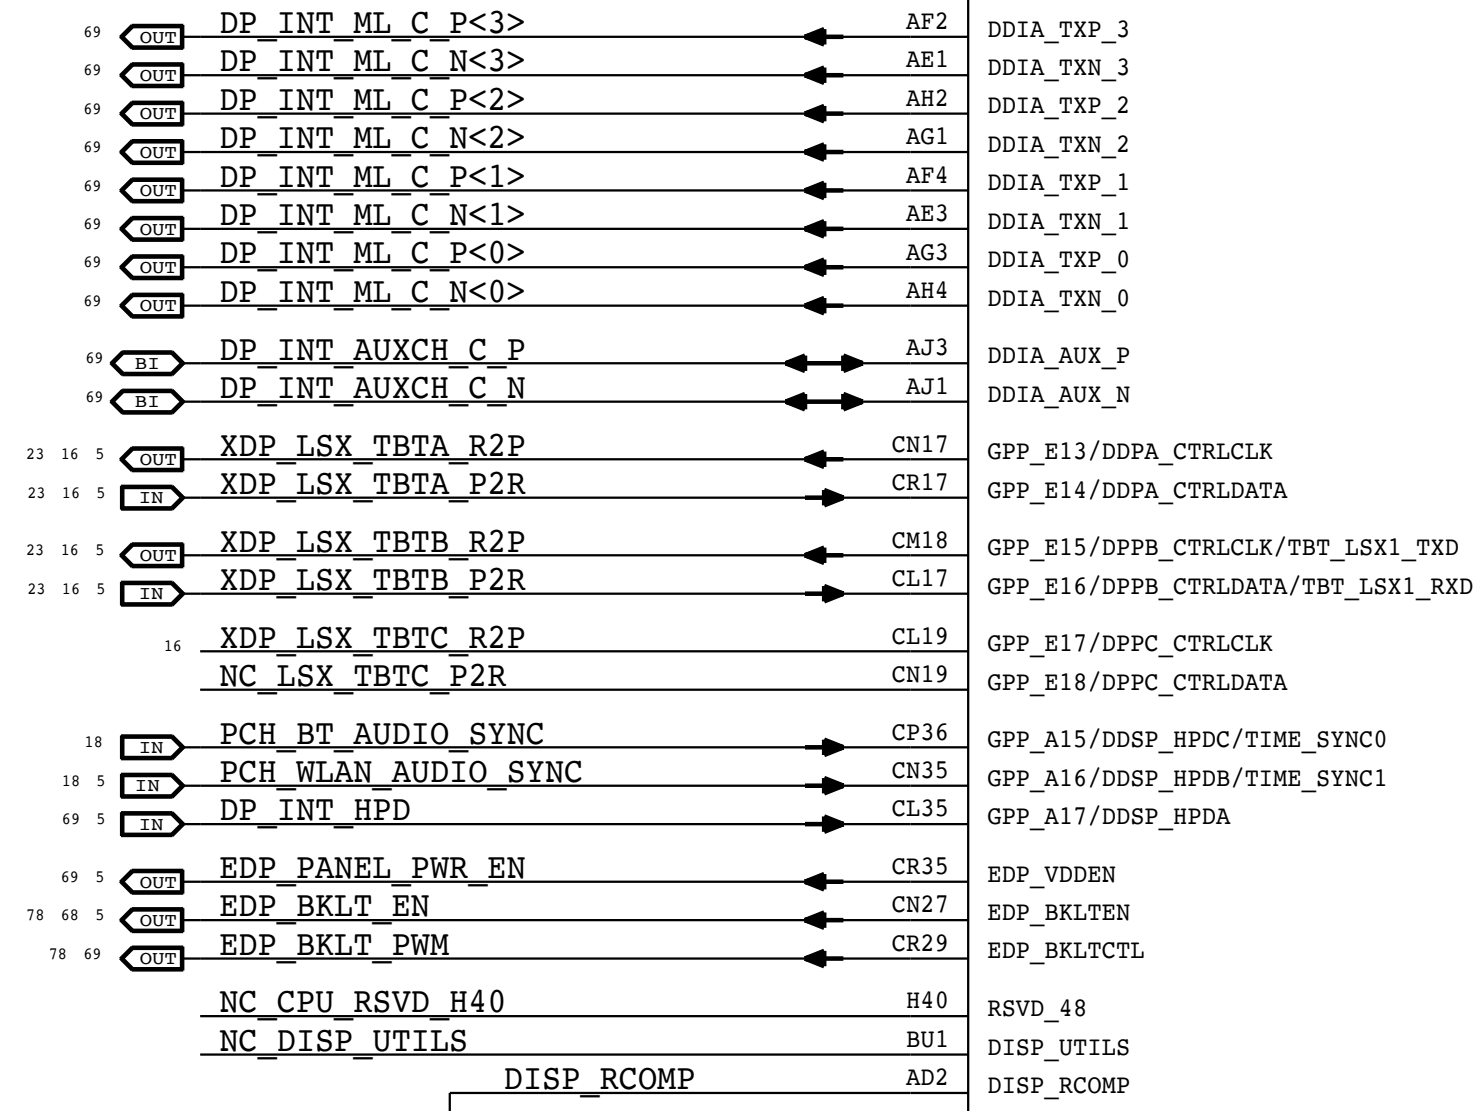 69 OUT DP_INT_ML_C_P<3> AF2 DDIA_TXP_3
69 OUT DP_INT_ML_C_N<3> AE1 DDIA_TXN_3
69 OUT DP_INT_ML_C_P<2> AH2 DDIA_TXP_2
69 OUT DP_INT_ML_C_N<2> AG1 DDIA_TXN_2
69 OUT DP_INT_ML_C_P<1> AF4 DDIA_TXP_1
69 OUT DP_INT_ML_C_N<1> AE3 DDIA_TXN_1
69 OUT DP_INT_ML_C_P<0> AG3 DDIA_TXP_0
69 OUT DP_INT_ML_C_N<0> AH4 DDIA_TXN_0
69 BI DP_INT_AUXCH_C_P AJ3 DDIA_AUX_P
69 BI DP_INT_AUXCH_C_N AJ1 DDIA_AUX_N
23 16 5 OUT XDP_LSX_TBTA_R2P CN17 GPP_E13/DDPA_CTRLCLK
23 16 5 IN XDP_LSX_TBTA_P2R CR17 GPP_E14/DDPA_CTRLDATA
23 16 5 OUT XDP_LSX_TBTB_R2P CM18 GPP_E15/DPPB_CTRLCLK/TBT_LSX1_TXD
23 16 5 IN XDP_LSX_TBTB_P2R CL17 GPP_E16/DPPB_CTRLDATA/TBT_LSX1_RXD
16 XDP_LSX_TBTC_R2P CL19 GPP_E17/DPPC_CTRLCLK
NC_LSX_TBTC_P2R CN19 GPP_E18/DPPC_CTRLDATA
18 IN PCH_BT_AUDIO_SYNC CP36 GPP_A15/DDSP_HPDC/TIME_SYNC0
18 5 IN PCH_WLAN_AUDIO_SYNC CN35 GPP_A16/DDSP_HPDB/TIME_SYNC1
69 5 IN DP_INT_HPD CL35 GPP_A17/DDSP_HPDA
69 5 OUT EDP_PANEL_PWR_EN CR35 EDP_VDDEN
78 68 5 OUT EDP_BKLT_EN CN27 EDP_BKLTEN
78 69 OUT EDP_BKLT_PWM CR29 EDP_BKLTCTL
NC_CPU_RSVD_H40 H40 RSVD_48
NC_DISP_UTILS BU1 DISP_UTILS
DISP_RCOMP AD2 DISP_RCOMP